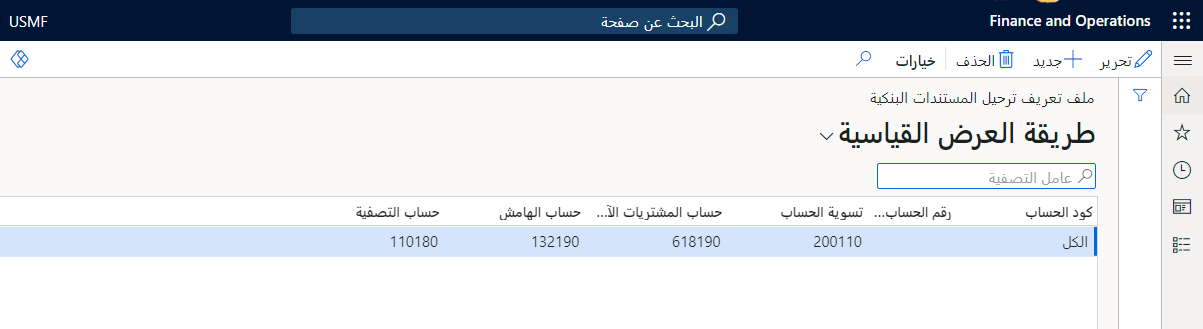 Finance and Operations البحث عن صفحة USMF
تحرير جديد الحذف خيارات
ملف تعريف ترحيل المستندات البنكية
طريقة العرض القياسية
عامل التصفية
كود الحساب رقم الحساب... تسوية الحساب حساب المشتريات الآ... حساب الهامش حساب التصفية
الكل 200110 618190 132190 110180